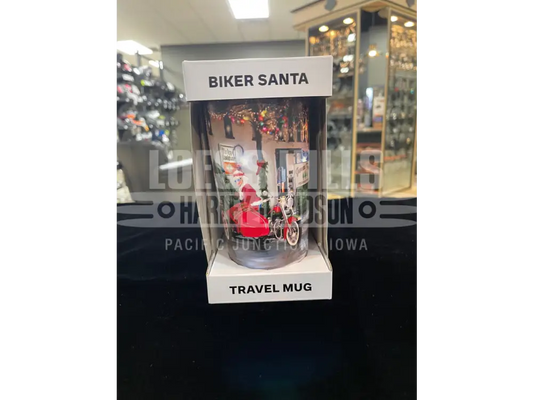 BIKER SANTA
LOESS HILLS
HARLEY-DAVIDSON
PACIFIC JUNCTION, IOWA
TRAVEL MUG